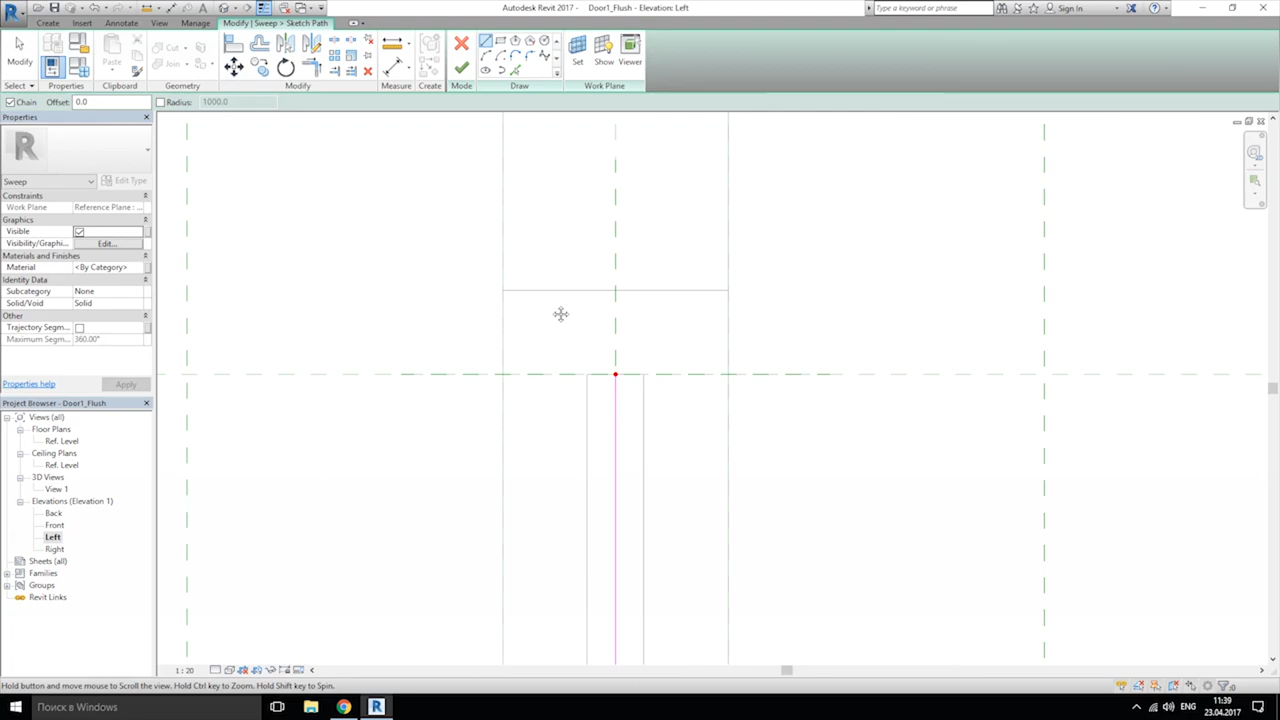 Autodesk Revit 2017 - Door1_Flush - Elevation: Left
Type a keyword or phrase
Sign In
Create
Insert
Annotate
View
Manage
Modify | Sweep > Sketch Path
Modify
Paste
Cut
Join
Set
Show
Viewer
Select
Properties
Clipboard
Geometry
Modify
Measure
Create
Mode
Draw
Work Plane
Chain
Offset: 0.0
Radius: 1000.0
Properties
Sweep
Edit Type
Constraints
Work Plane Reference Plane : ...
Graphics
Visible
Visibility/Graphi... Edit...
Materials and Finishes
Material <By Category>
Identity Data
Subcategory None
Solid/Void Solid
Other
Trajectory Segm...
Maximum Segm... 360.00°
Properties help
Apply
Project Browser - Door1_Flush
Views (all)
Floor Plans
Ref. Level
Ceiling Plans
Ref. Level
3D Views
View 1
Elevations (Elevation 1)
Back
Front
Left
Right
Sheets (all)
Families
Groups
Revit Links
1 : 20
Hold button and move mouse to Scroll the view. Hold Ctrl key to Zoom. Hold Shift key to Spin.
:0
Поиск в Windows
ENG
11:39
23.04.2017